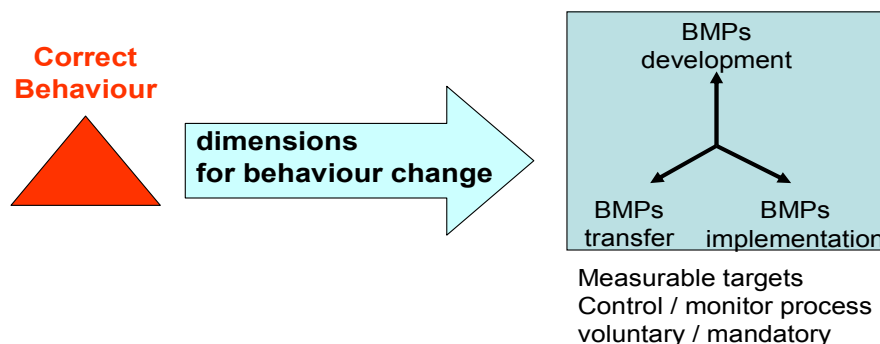 Correct
Behaviour
dimensions
for behaviour change
BMPs
development
BMPs
transfer
BMPs
implementation
Measurable targets
Control / monitor process
voluntary / mandatory